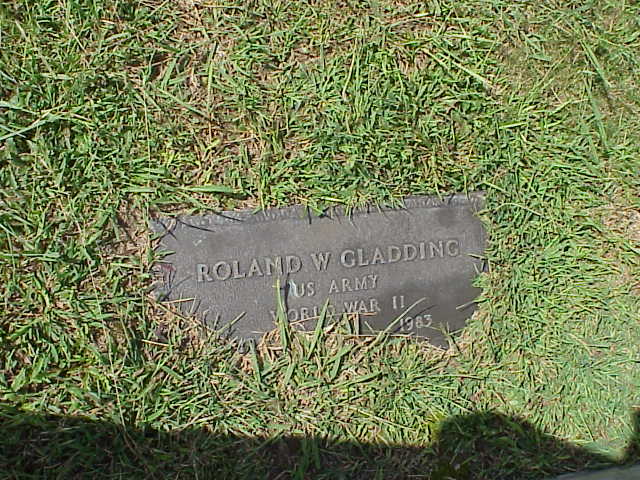 ROLAND W GLADDING
US ARMY
WORLD WAR II
1983